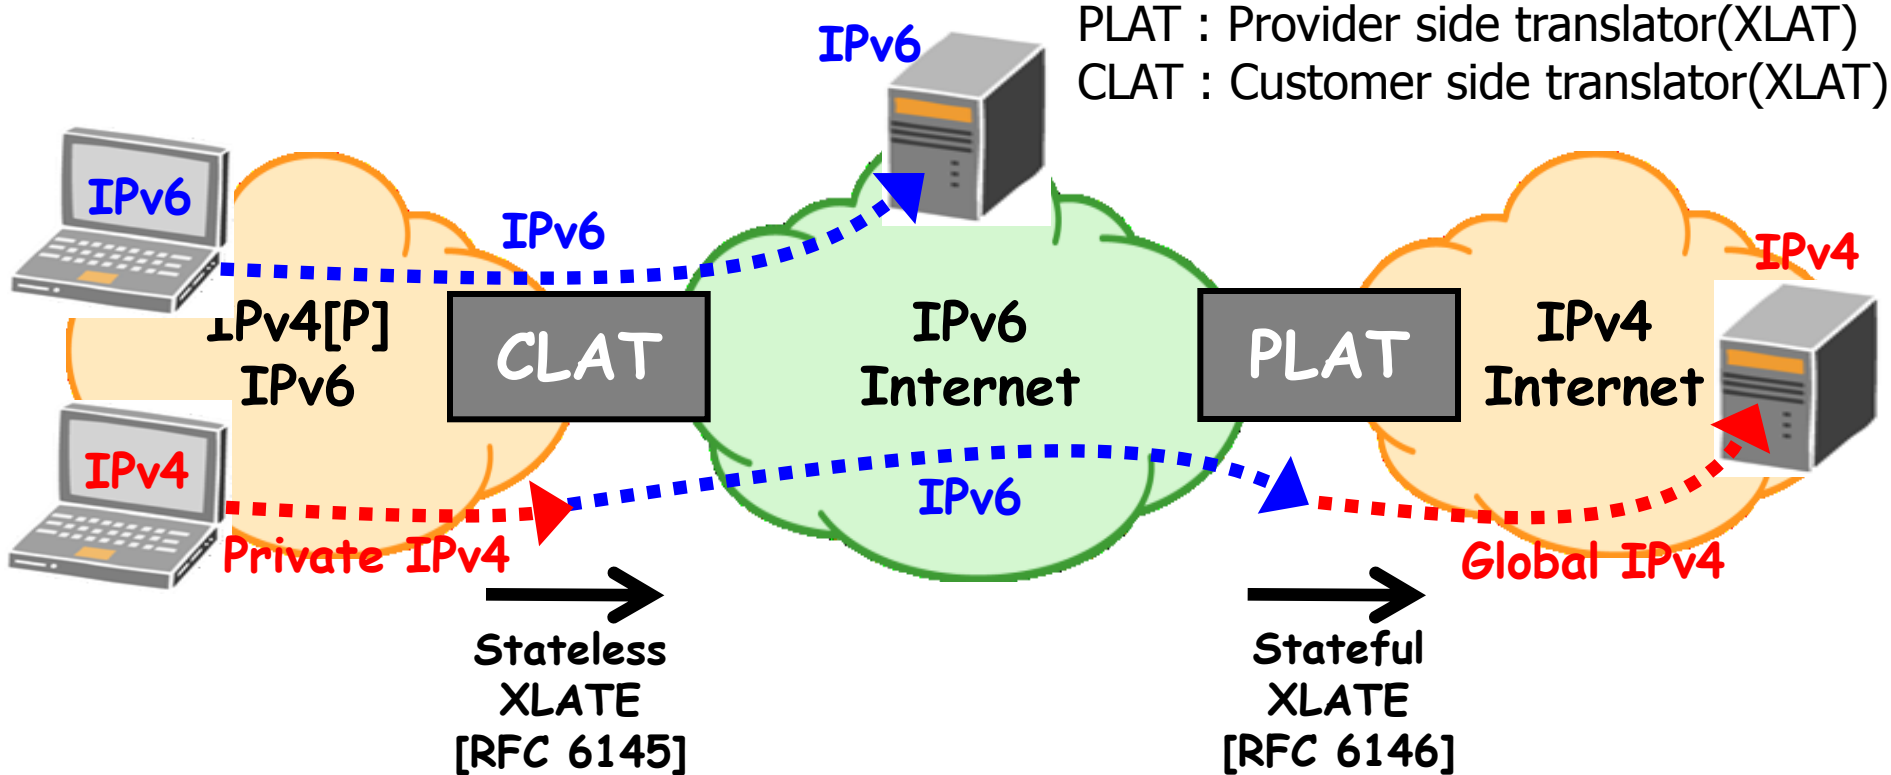 PLAT : Provider side translator(XLAT)
CLAT : Customer side translator(XLAT)
IPv6
IPv6
IPv6
IPv4
IPv4[P]
IPv6
CLAT
IPv6
Internet
PLAT
IPv4
Internet
IPv4
IPv6
Private IPv4
Global IPv4
Stateless
XLATE
[RFC 6145]
Stateful
XLATE
[RFC 6146]